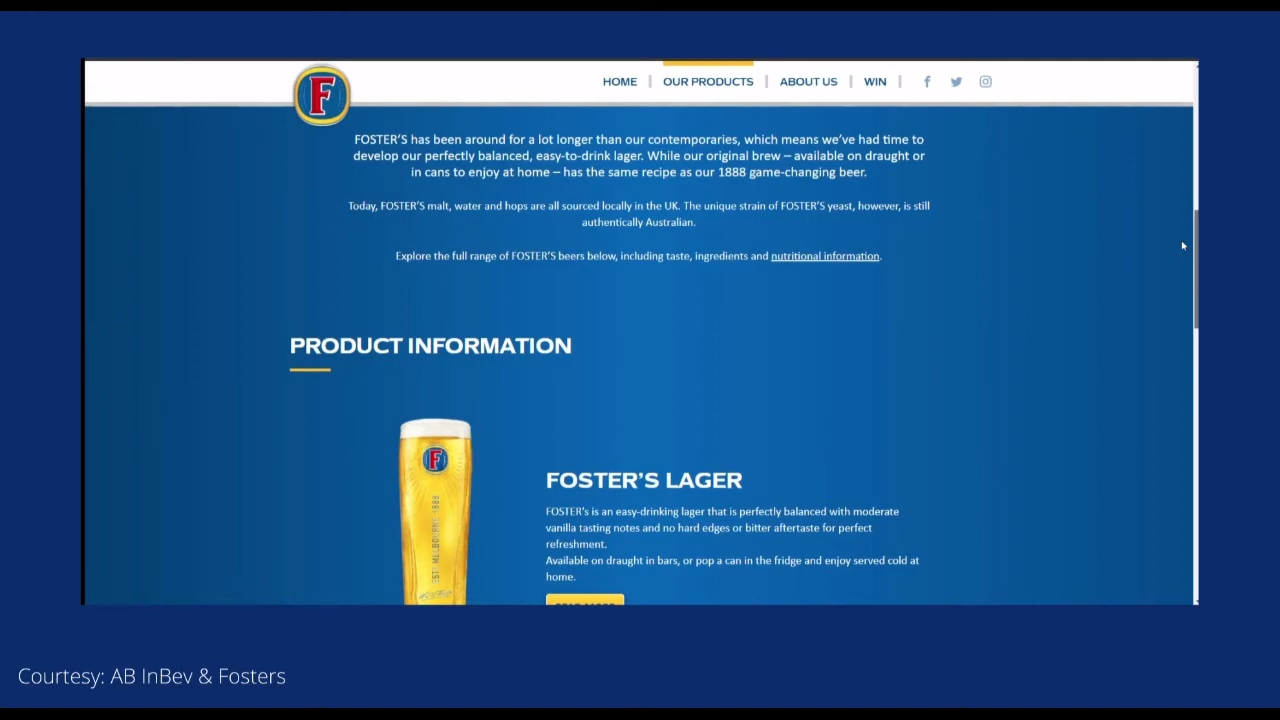 F
HOME | OUR PRODUCTS | ABOUT US | WIN |
FOSTER'S has been around for a lot longer than our contemporaries, which means we've had time to
develop our perfectly balanced, easy-to-drink lager. While our original brew – available on draught or
in cans to enjoy at home – has the same recipe as our 1888 game-changing beer.
Today, FOSTER'S malt, water and hops are all sourced locally in the UK. The unique strain of FOSTER'S yeast, however, is still
authentically Australian.
Explore the full range of FOSTER'S beers below, including taste, ingredients and nutritional information.
PRODUCT INFORMATION
F
EST. MELBOURNE 1888
FOSTER'S LAGER
FOSTER's is an easy-drinking lager that is perfectly balanced with moderate
vanilla tasting notes and no hard edges or bitter aftertaste for perfect
refreshment.
Available on draught in bars, or pop a can in the fridge and enjoy served cold at
home.
Courtesy: AB InBev & Fosters